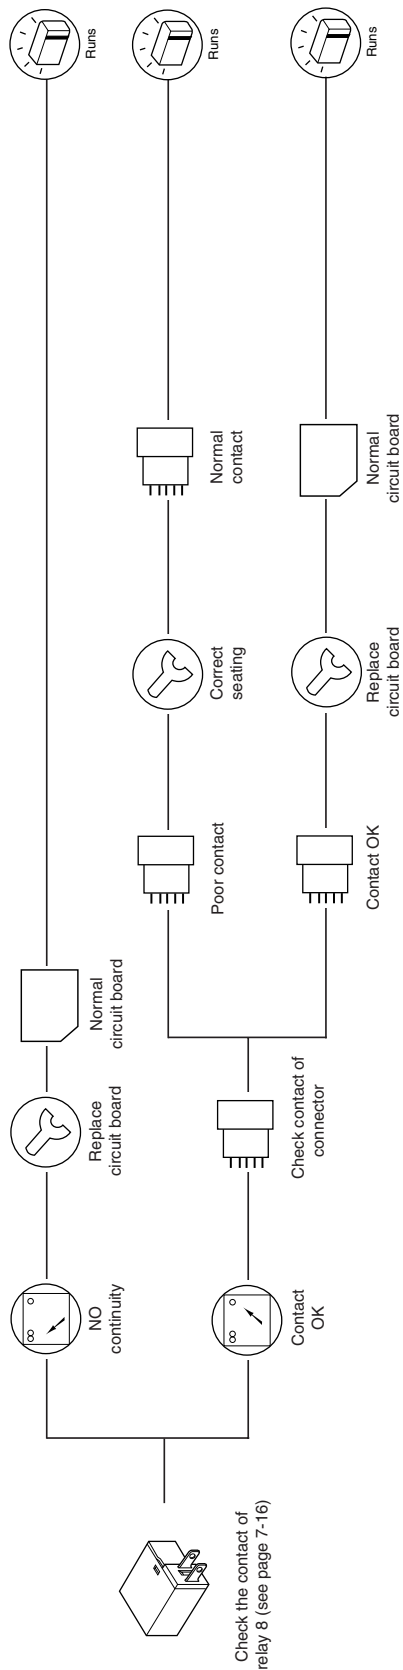 Check the contact of
relay 8 (see page 7-16)
NO
continuity
Replace
circuit board
Normal
circuit board
Runs
Contact
OK
Check contact of
connector
Poor contact
Correct
seating
Normal
contact
Runs
Contact OK
Replace
circuit board
Normal
circuit board
Runs